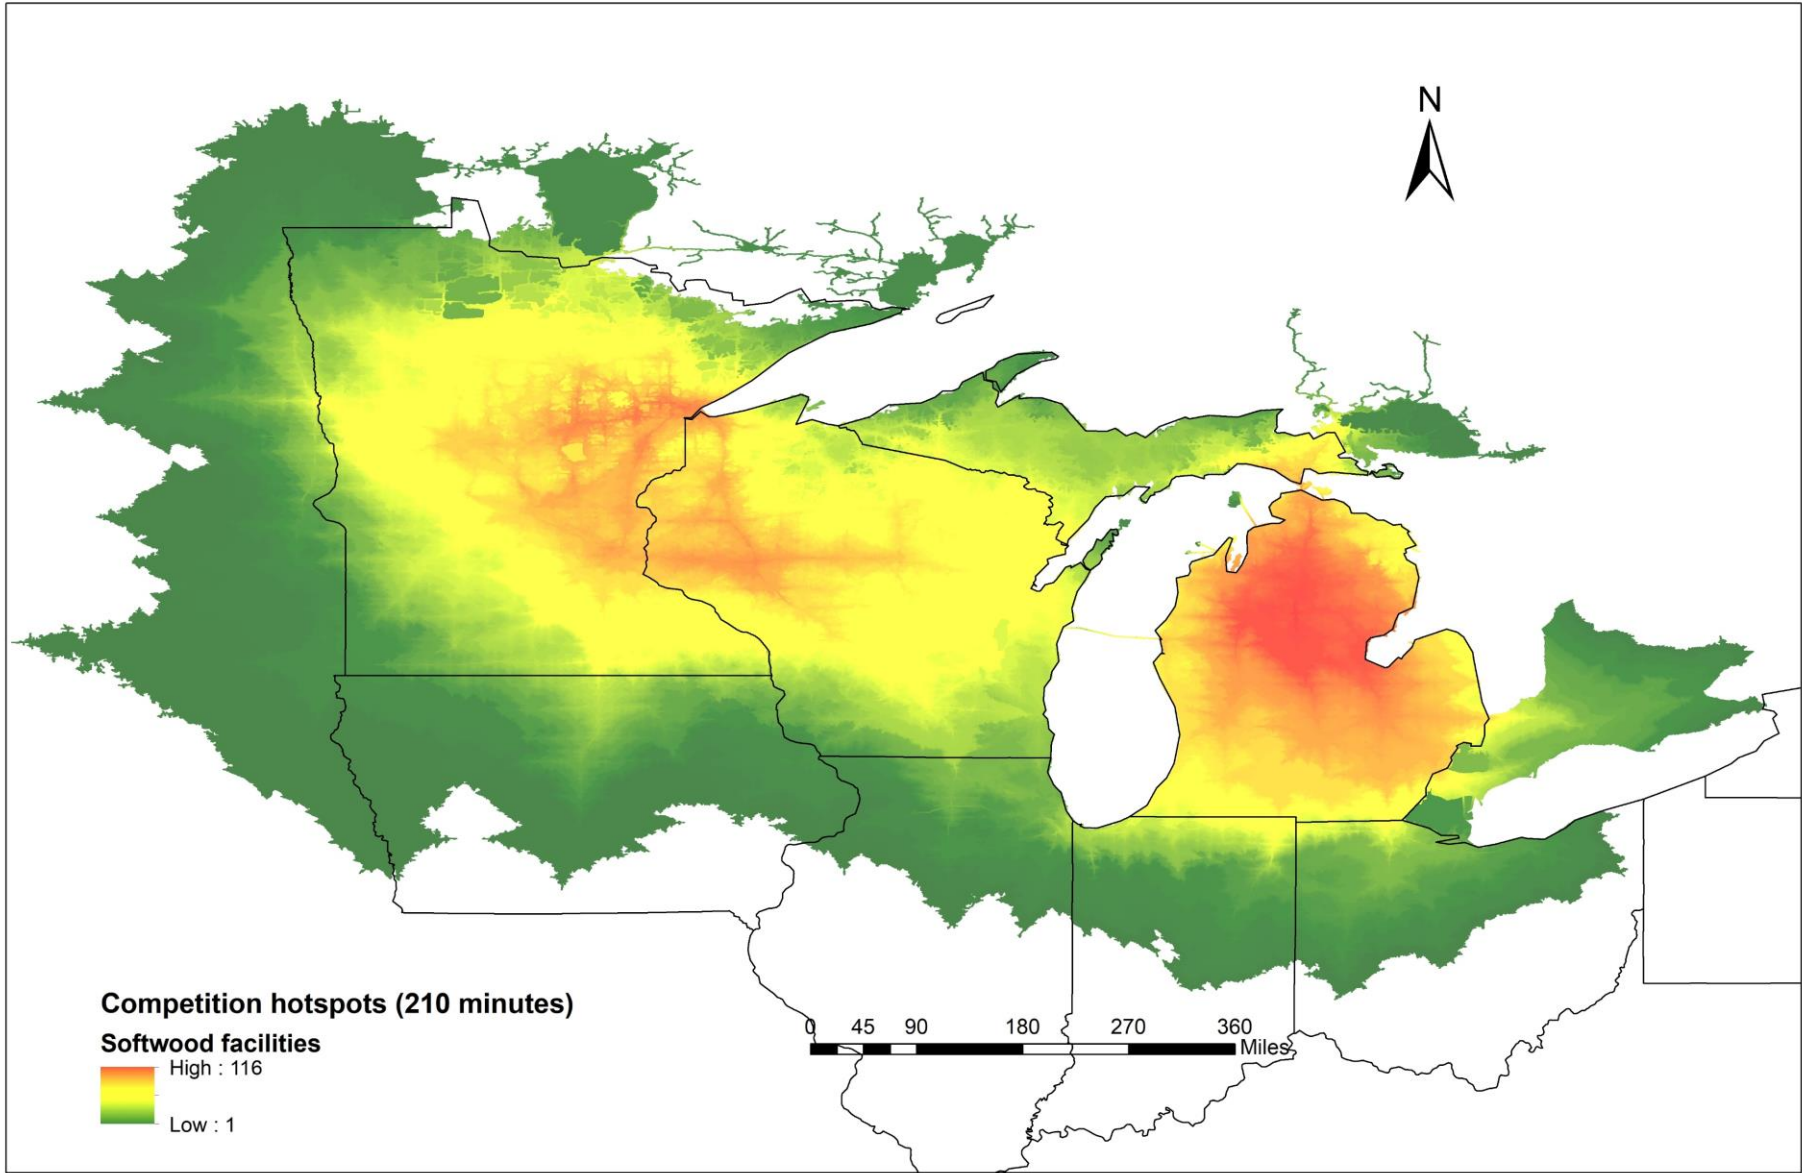 N
Competition hotspots (210 minutes)
Softwood facilities
High : 116
Low : 1
0 45 90 180 270 360
Miles